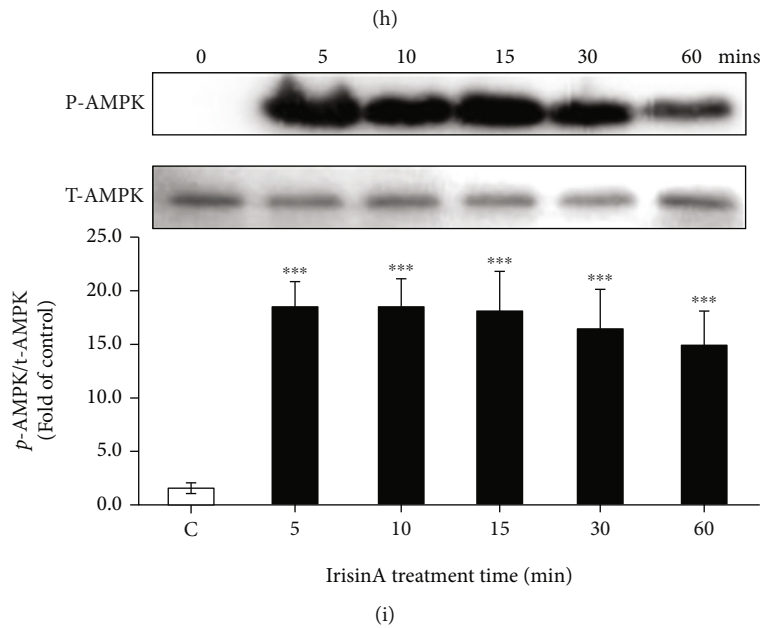 (h)
0 5 10 15 30 60 mins
P-AMPK
T-AMPK
25.0
*** *** *** *** ***
20.0
15.0
10.0
5.0
0.0
p-AMPK/t-AMPK
(Fold of control)
C 5 10 15 30 60
IrisinA treatment time (min)
(i)